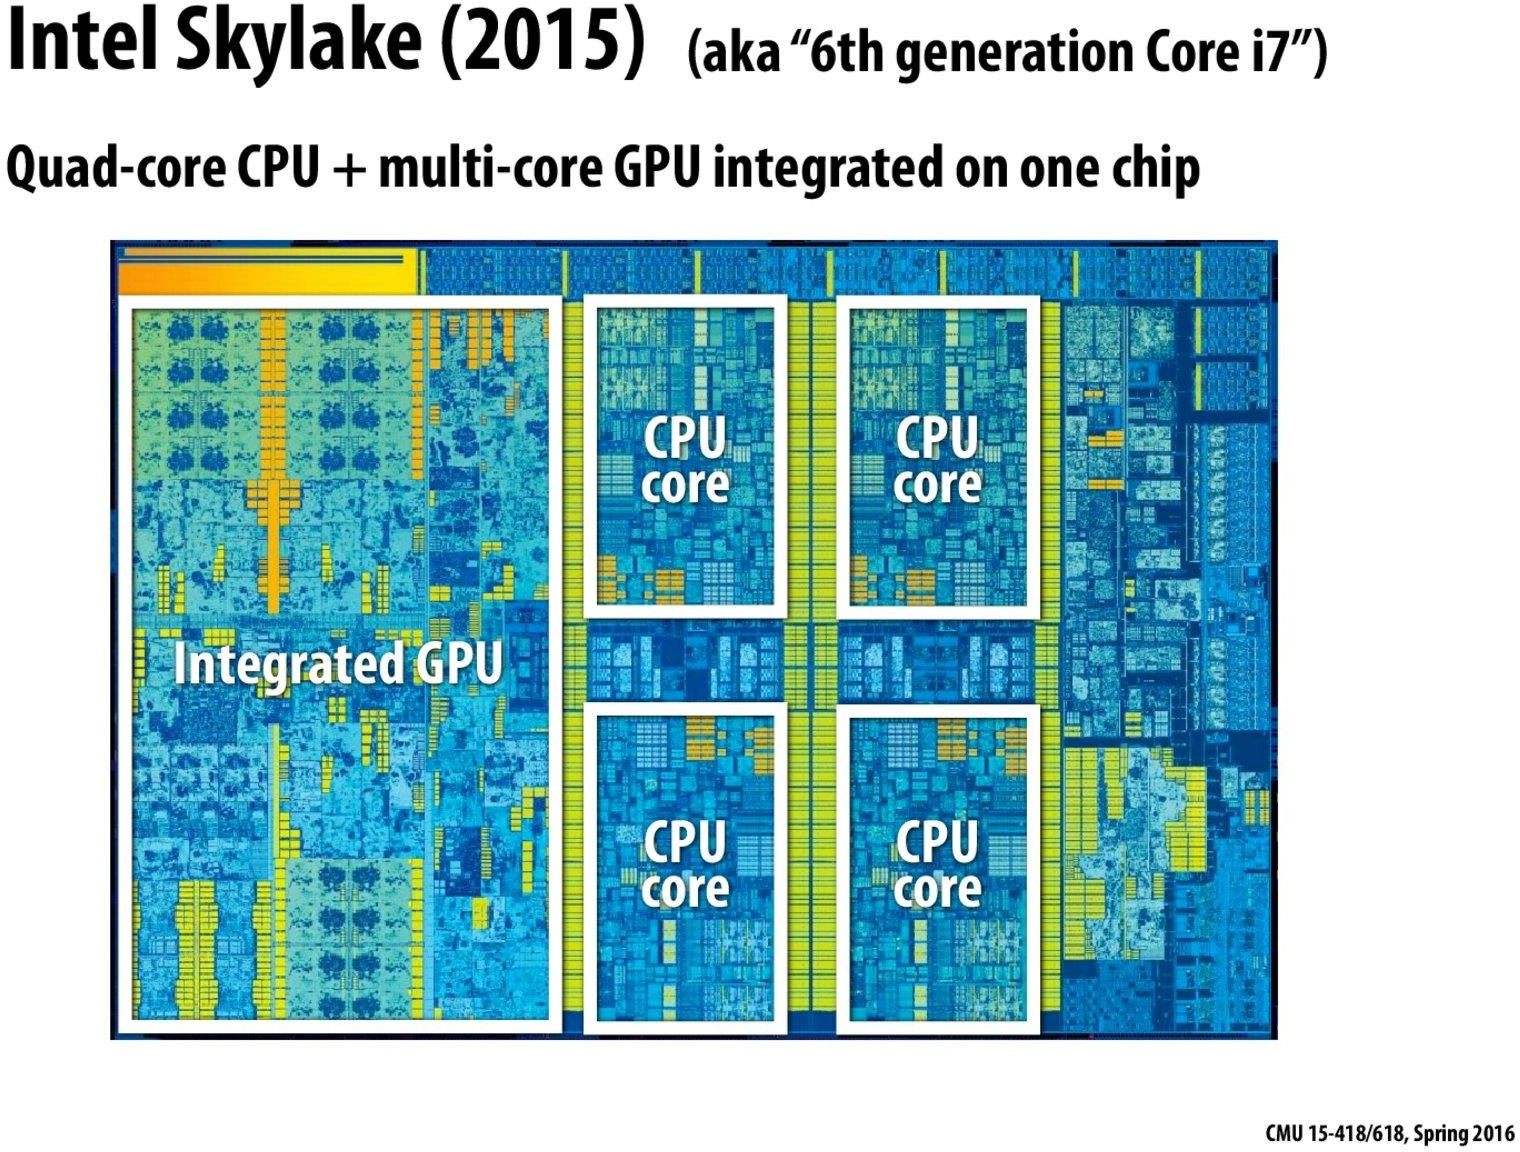 Intel Skylake (2015) (aka “6th generation Core i7”)
Quad-core CPU + multi-core GPU integrated on one chip
CPU
core
CPU
core
Integrated GPU
CPU
core
CPU
core
CMU 15-418/618, Spring 2016